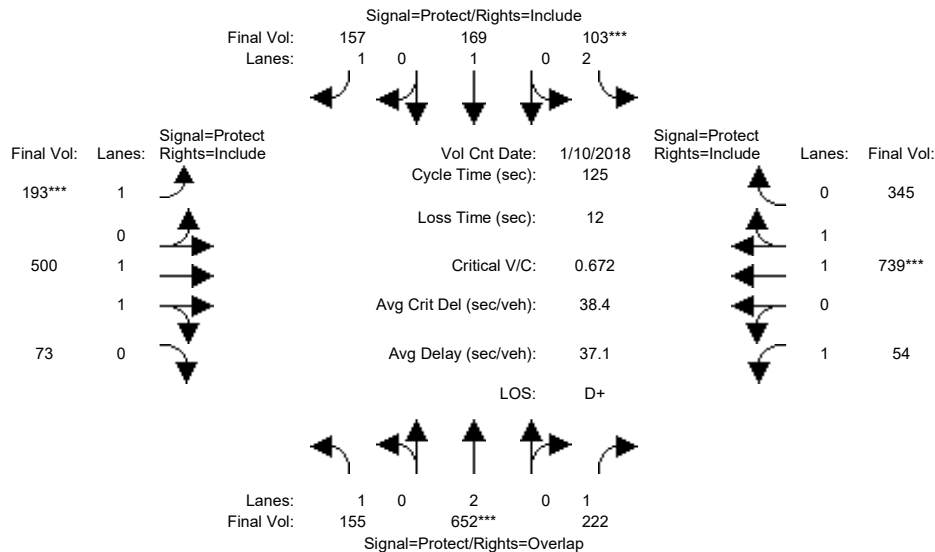 Signal=Protect/Rights=Include
Final Vol: 157 169 103***
Lanes: 1 0 1 0 2
Signal=Protect Signal=Protect
Final Vol: Lanes: Rights=Include Vol Cnt Date: 1/10/2018 Rights=Include Lanes: Final Vol:
Cycle Time (sec): 125
193*** 1 0 345
Loss Time (sec): 12
0 1
500 1 Critical V/C: 0.672 1 739***
1 Avg Crit Del (sec/veh): 38.4 0
73 0 Avg Delay (sec/veh): 37.1 1 54
LOS: D+
Lanes: 1 0 2 0 1
Final Vol: 155 652*** 222
Signal=Protect/Rights=Overlap